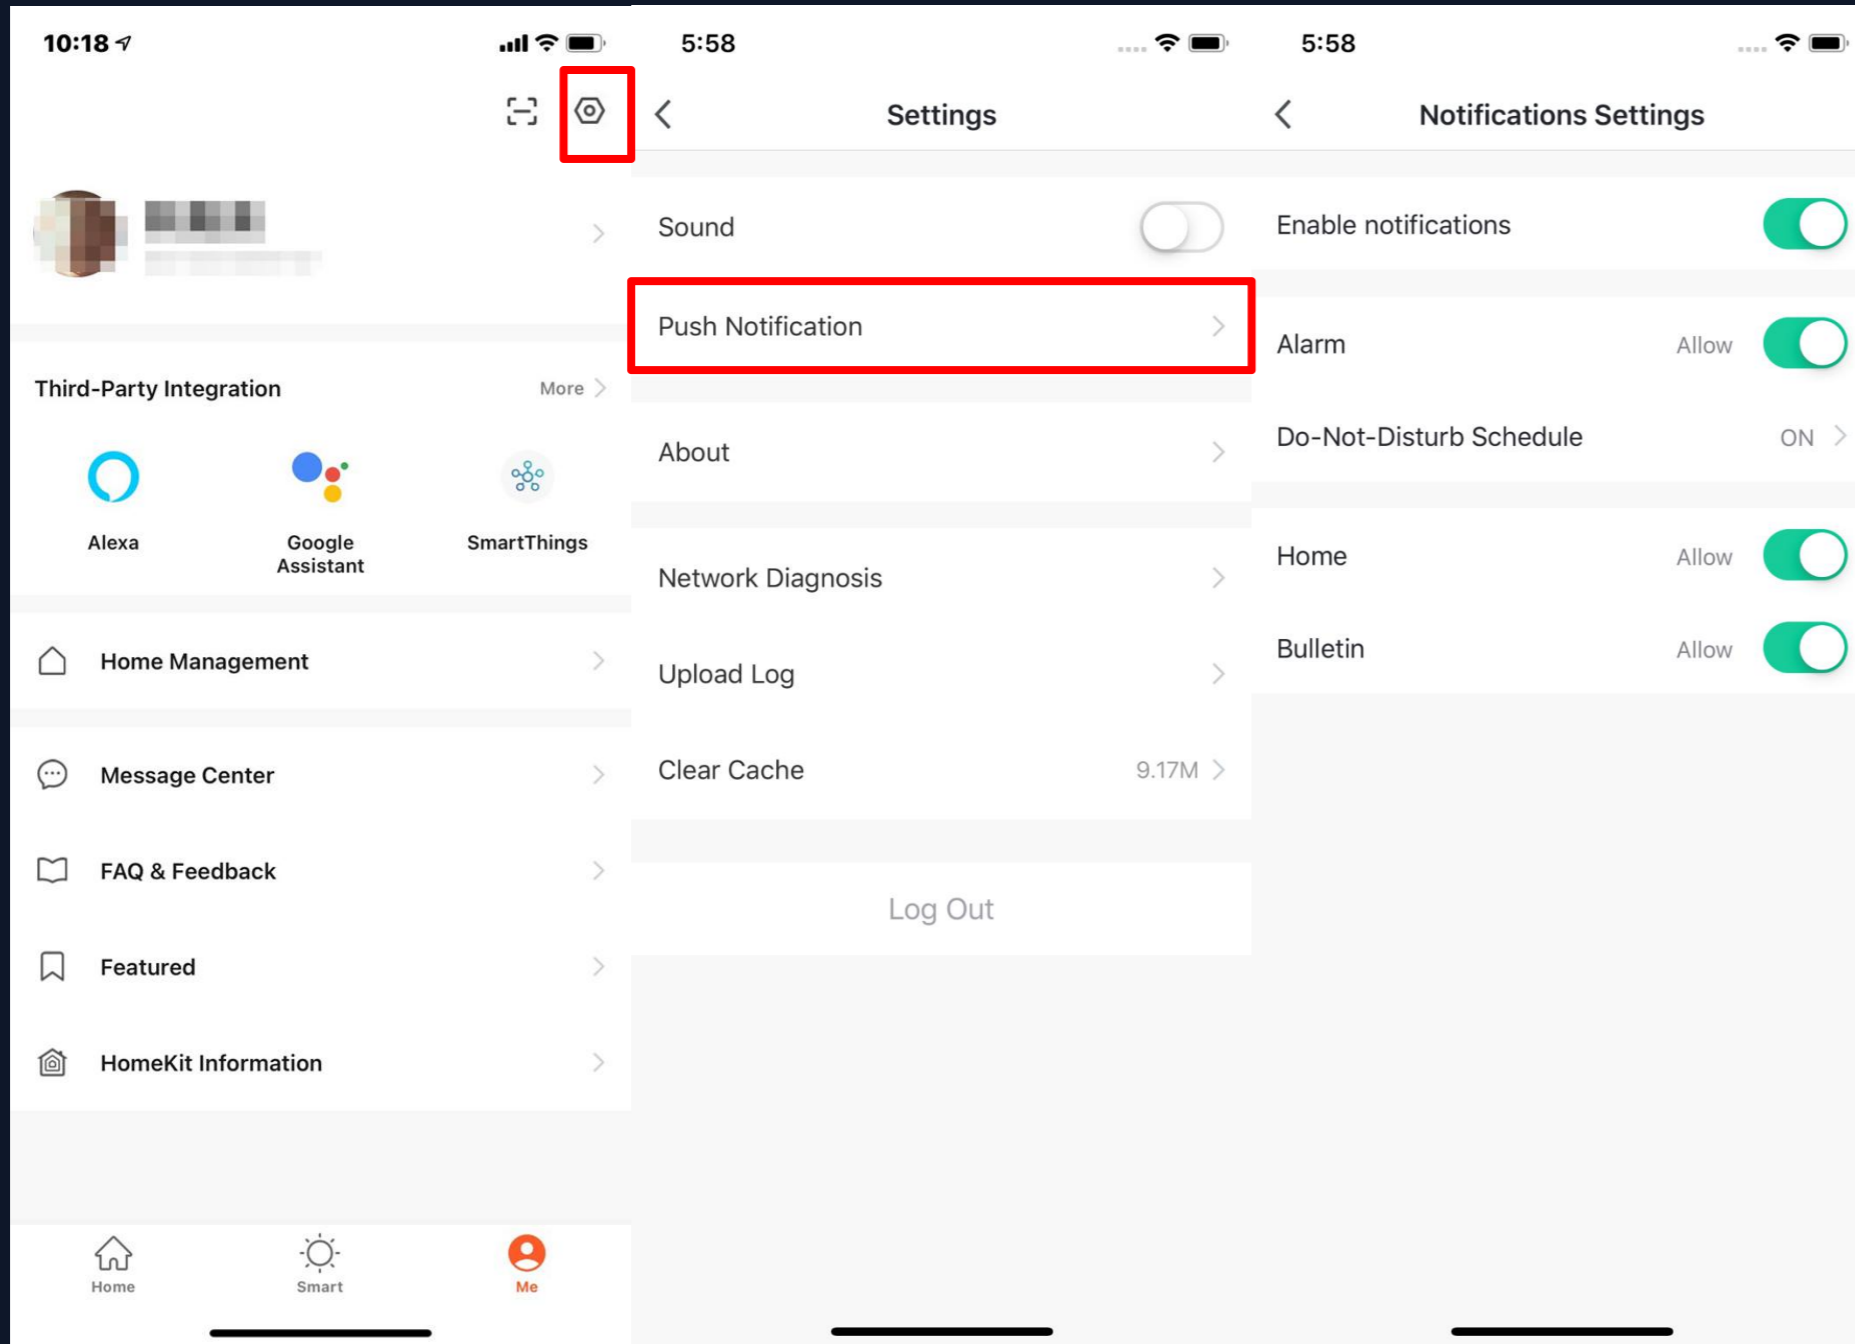 10:18
Third-Party Integration
More
Alexa
Google
Assistant
SmartThings
Home Management
Message Center
FAQ & Feedback
Featured
HomeKit Information
Home
Smart
Me
5:58
Settings
Sound
Push Notification
About
Network Diagnosis
Upload Log
Clear Cache
9.17M
Log Out
5:58
Notifications Settings
Enable notifications
Alarm
Allow
Do-Not-Disturb Schedule
ON
Home
Allow
Bulletin
Allow